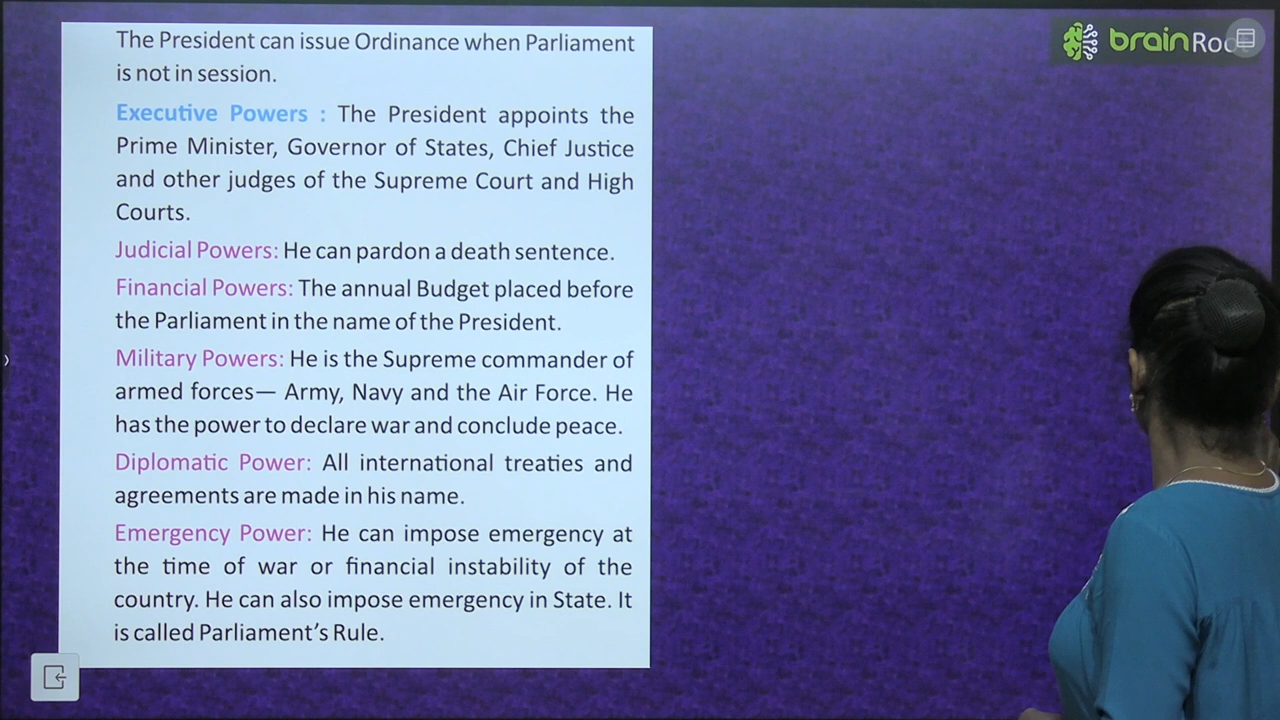 The President can issue Ordinance when Parliament
is not in session.
Executive Powers : The President appoints the
Prime Minister, Governor of States, Chief Justice
and other judges of the Supreme Court and High
Courts.
Judicial Powers: He can pardon a death sentence.
Financial Powers: The annual Budget placed before
the Parliament in the name of the President.
Military Powers: He is the Supreme commander of
armed forces— Army, Navy and the Air Force. He
has the power to declare war and conclude peace.
Diplomatic Power: All international treaties and
agreements are made in his name.
Emergency Power: He can impose emergency at
the time of war or financial instability of the
country. He can also impose emergency in State. It
is called Parliament's Rule.
brain